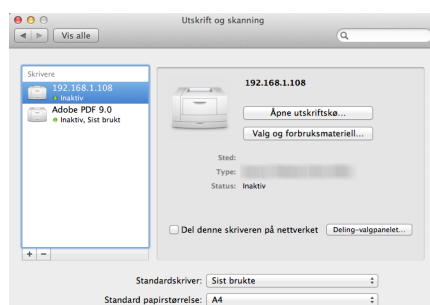 Utskrift og skanning
Vis alle
Skrivere
192.168.1.108
Inaktiv
Adobe PDF 9.0
Inaktiv, Sist brukt
192.168.1.108
Åpne utskriftskø...
Valg og forbruksmateriell...
Sted:
Type:
Status: Inaktiv
Del denne skriveren på nettverket
Deling-valgpanelet...
+ −
Standardskriver: Sist brukte
Standard papirstørrelse: A4